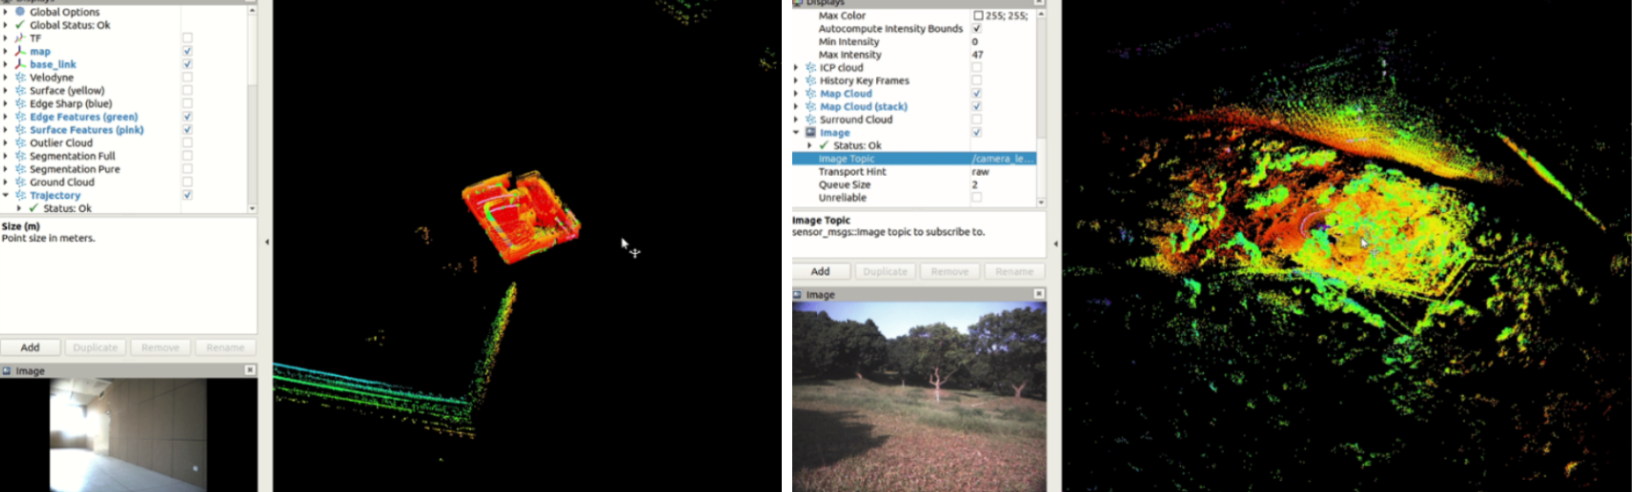 Displays
Global Options
Global Status: Ok
TF
map
base_link
Velodyne
Surface (yellow)
Edge Sharp (blue)
Edge Features (green)
Surface Features (pink)
Outlier Cloud
Segmentation Full
Segmentation Pure
Ground Cloud
Trajectory
Status: Ok
Size (m)
Point size in meters.
Add Duplicate Remove Rename
Image
Displays
Max Color 255; 255;
Autocompute Intensity Bounds
Min Intensity 0
Max Intensity 47
ICP cloud
History Key Frames
Map Cloud
Map Cloud (stack)
Surround Cloud
Image
Status: Ok
Image Topic /camera_le...
Transport Hint raw
Queue Size 2
Unreliable
Image Topic
sensor_msgs::Image topic to subscribe to.
Add Duplicate Remove Rename
Image